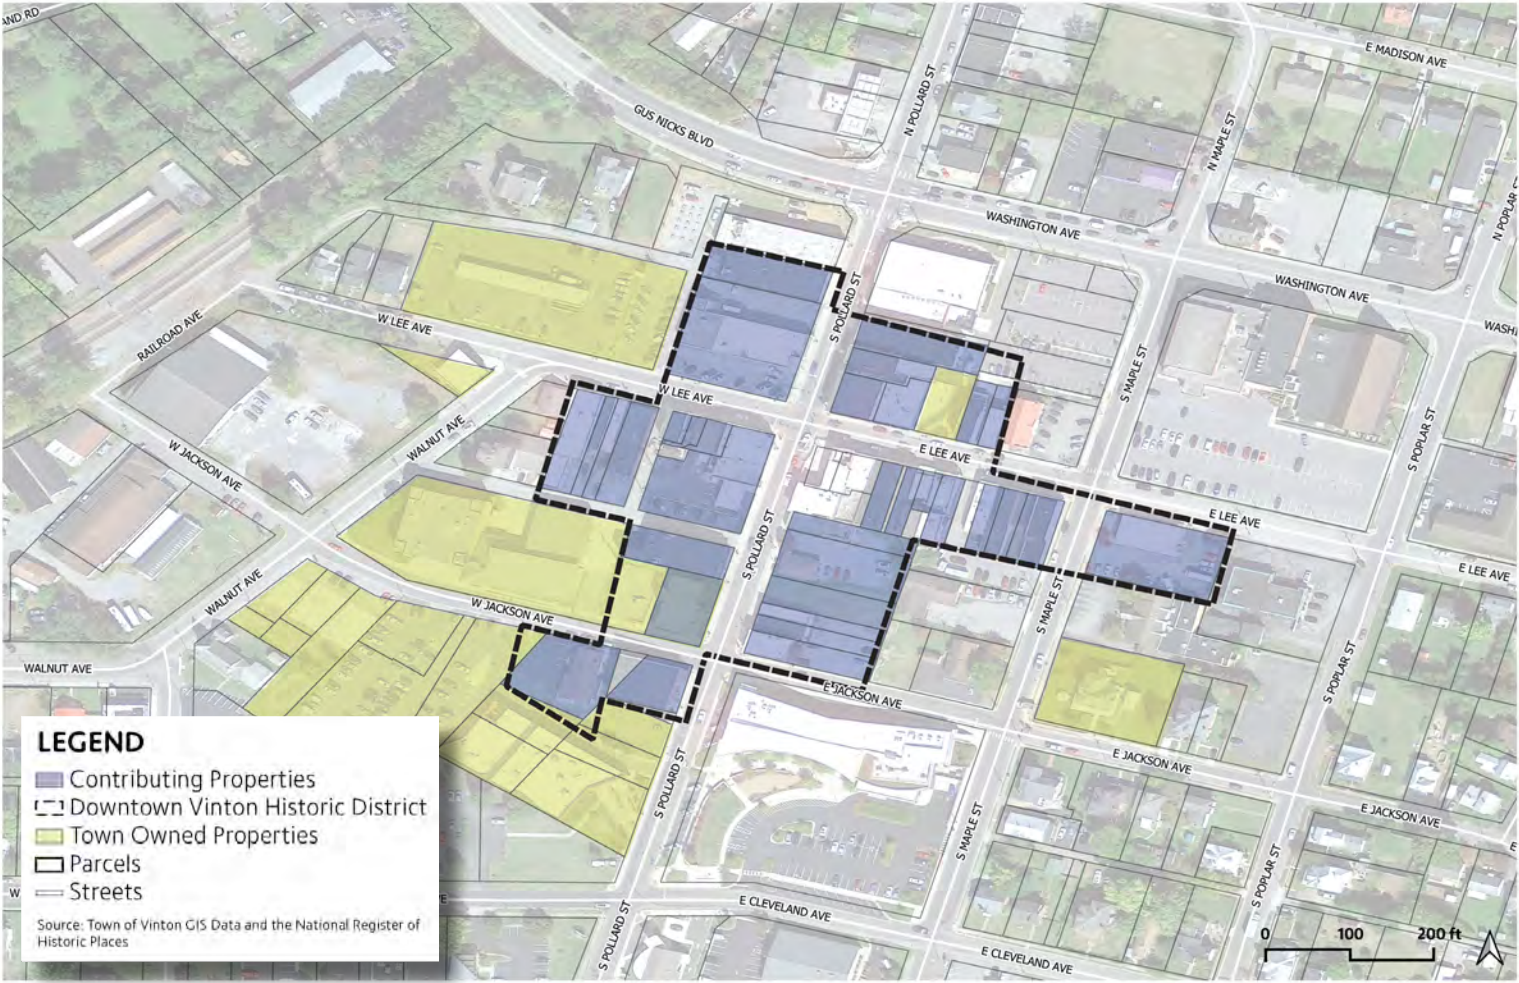 AND RD
E MADISON AVE
GUS NICKS BLVD
N POLLARD ST
N MAPLE ST
N POPLAR ST
WASHINGTON AVE
WASHINGTON AVE
WASHI
S POLLARD ST
W LEE AVE
RAILROAD AVE
W LEE AVE
S MAPLE ST
S POPLAR ST
WALNUT AVE
W JACKSON AVE
E LEE AVE
E LEE AVE
E LEE AVE
S POLLARD ST
WALNUT AVE
W JACKSON AVE
S MAPLE ST
WALNUT AVE
E JACKSON AVE
S POPLAR ST
E JACKSON AVE
S POLLARD ST
S MAPLE ST
E JACKSON AVE
E
LEGEND
Contributing Properties
Downtown Vinton Historic District
Town Owned Properties
Parcels
Streets
Source: Town of Vinton GIS Data and the National Register of
Historic Places
W
E
S POPLAR ST
E CLEVELAND AVE
S POLLARD ST
E CLEVELAND AVE
0 100 200 ft